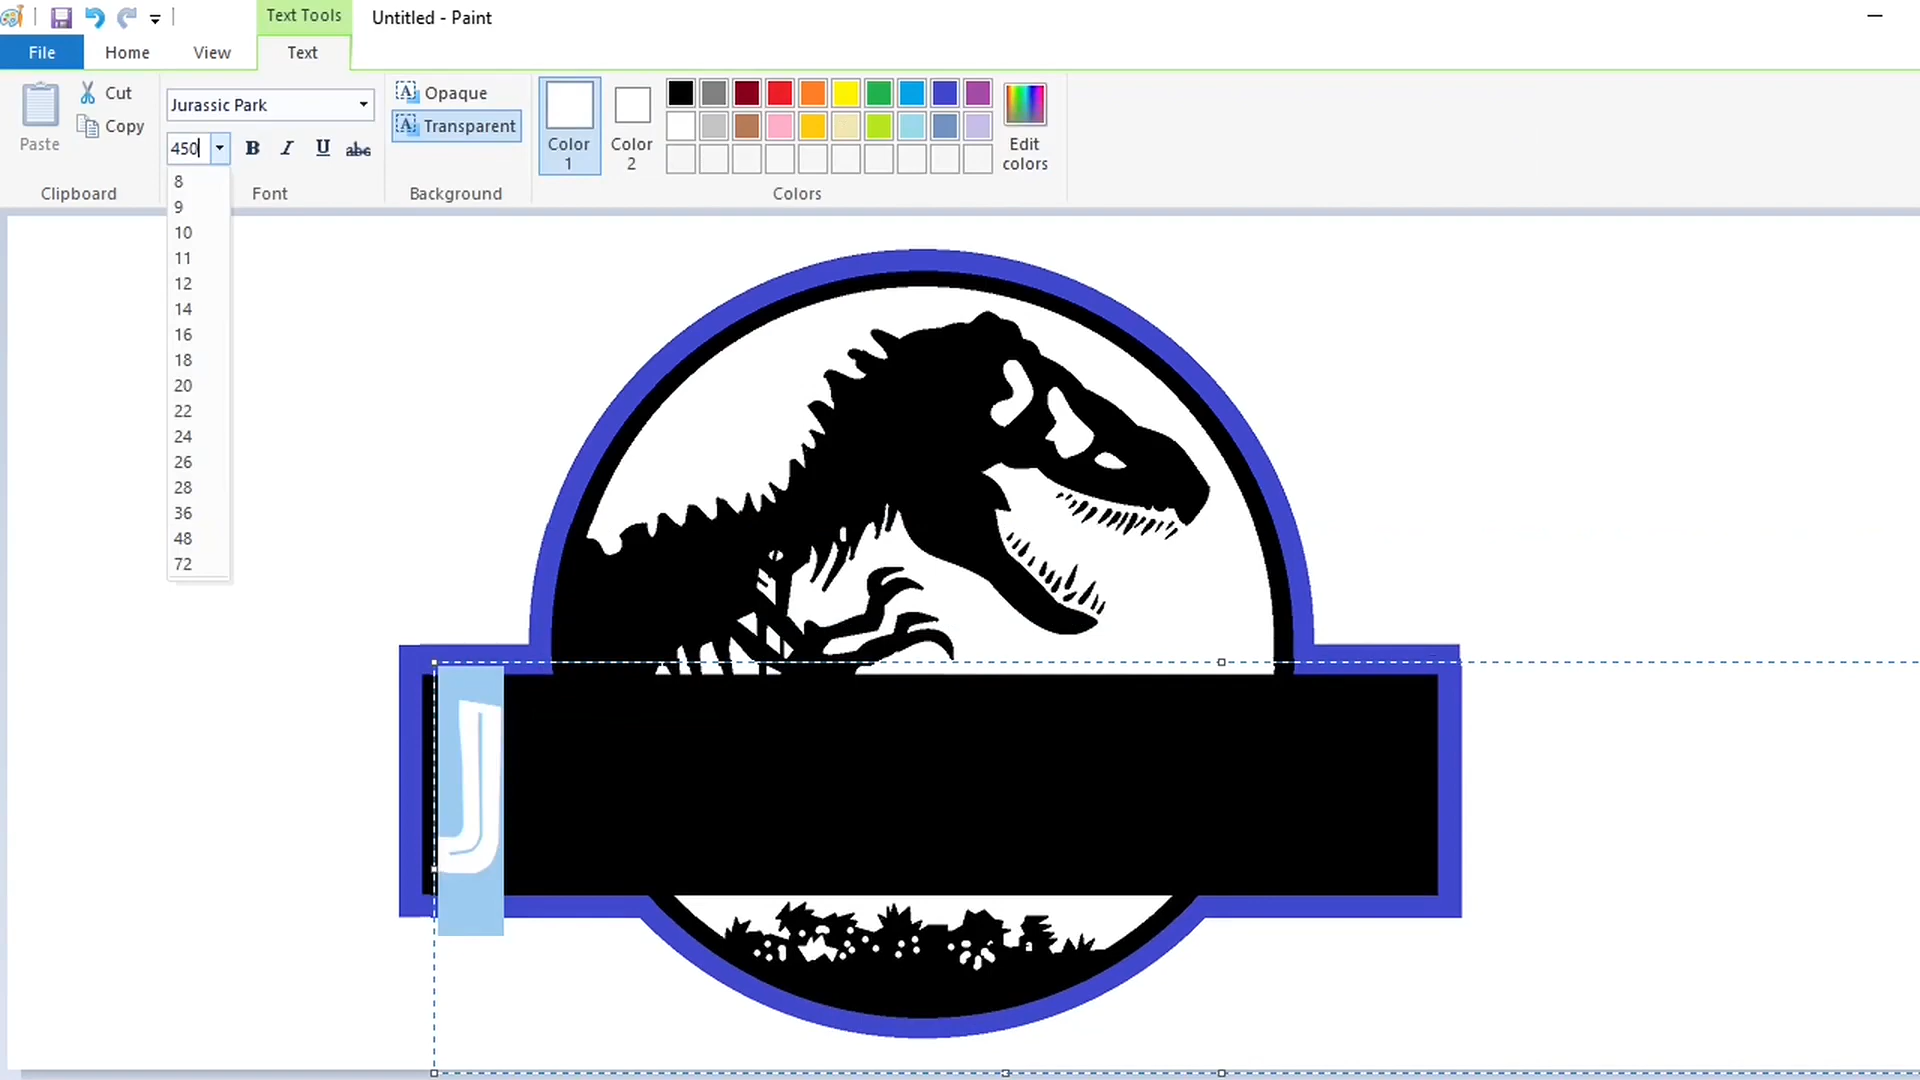 Text Tools
Untitled - Paint
File
Home
View
Text
Paste
Cut
Copy
Clipboard
Jurassic Park
450
B I U abc
Font
8
9
10
11
12
14
16
18
20
22
24
26
28
36
48
72
A Opaque
A Transparent
Background
Color 1
Color 2
Edit colors
Colors
J